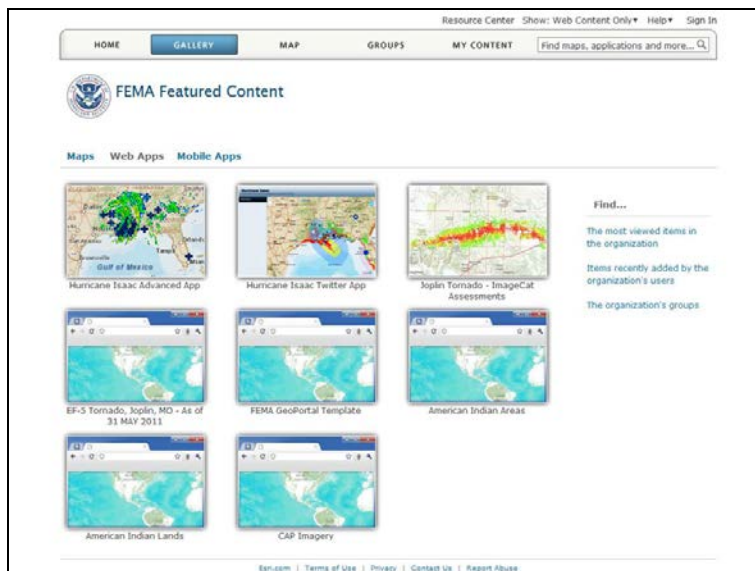 Resource Center Show: Web Content Only▾ Help▾ Sign In
HOME GALLERY MAP GROUPS MY CONTENT Find maps, applications and more...
FEMA Featured Content
Maps Web Apps Mobile Apps
Gulf of Mexico
Hurricane Isaac Advanced App
Hurricane Isaac Twitter App
Joplin Tornado - ImageCat
Assessments
EF-5 Tornado, Joplin, MO - As of
31 MAY 2011
FEMA GeoPortal Template
American Indian Areas
American Indian Lands
CAP Imagery
Find...
The most viewed items in
the organization
Items recently added by the
organization's users
The organization's groups
Esri.com | Terms of Use | Privacy | Contact Us | Report Abuse